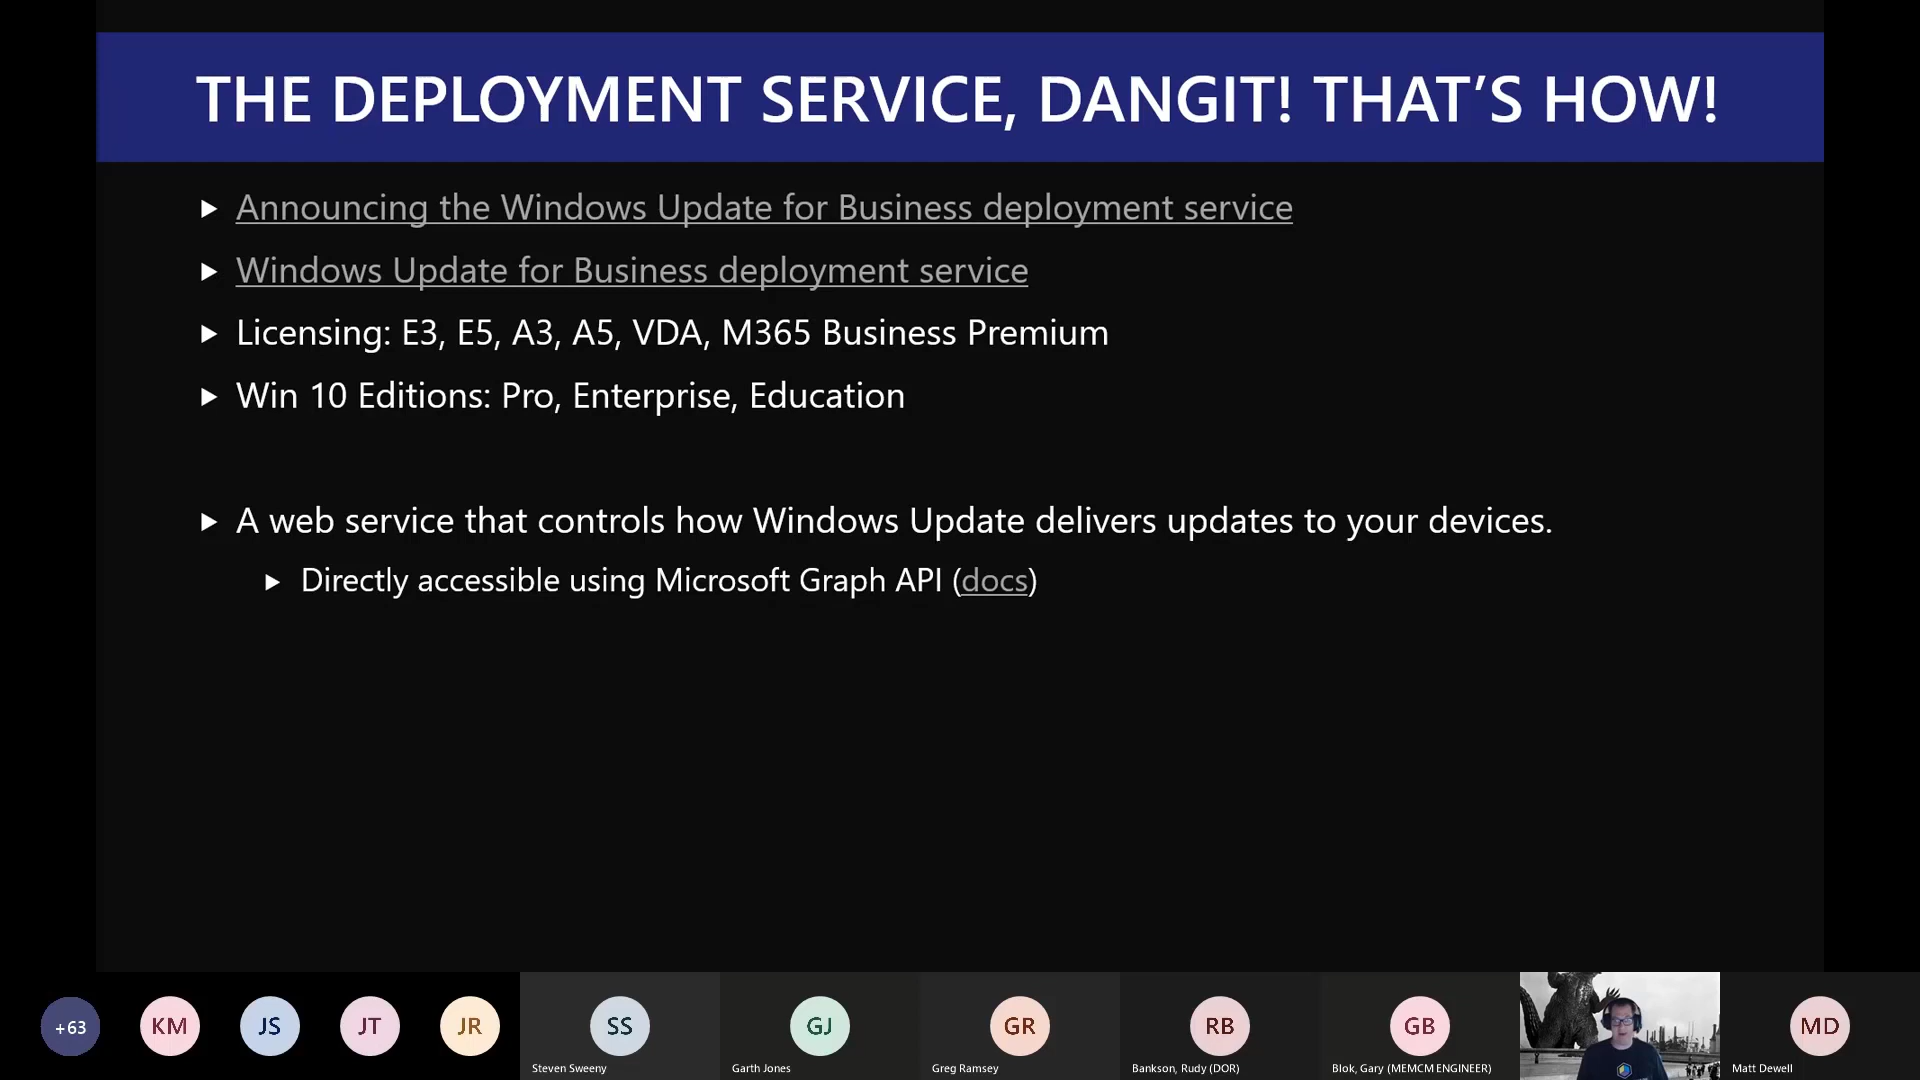 THE DEPLOYMENT SERVICE, DANGIT! THAT’S HOW!
Announcing the Windows Update for Business deployment service
Windows Update for Business deployment service
Licensing: E3, E5, A3, A5, VDA, M365 Business Premium
Win 10 Editions: Pro, Enterprise, Education
A web service that controls how Windows Update delivers updates to your devices.
Directly accessible using Microsoft Graph API (docs)
+63
KM
JS
JT
JR
SS
GJ
GR
RB
GB
MD
Steven Sweeny
Garth Jones
Greg Ramsey
Bankson, Rudy (DOR)
Blok, Gary (MEMCM ENGINEER)
Matt Dewell